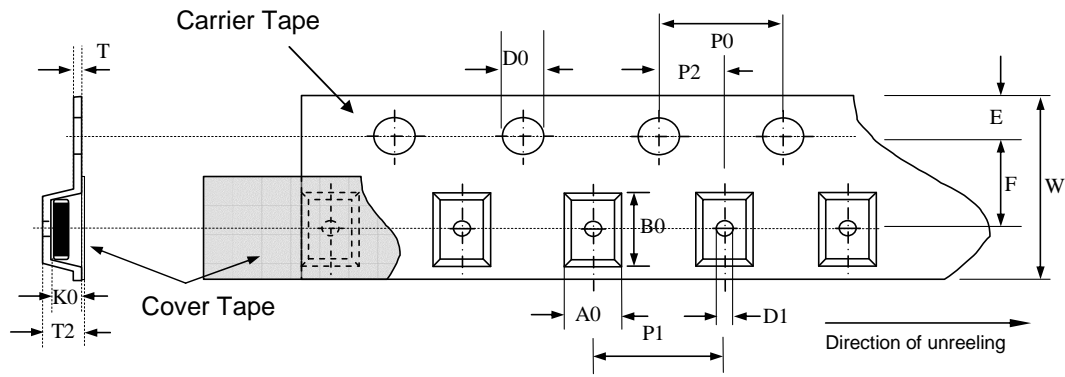 Carrier Tape
T
D0
P0
P2
E
F
W
B0
K0
Cover Tape
T2
A0
P1
D1
Direction of unreeling